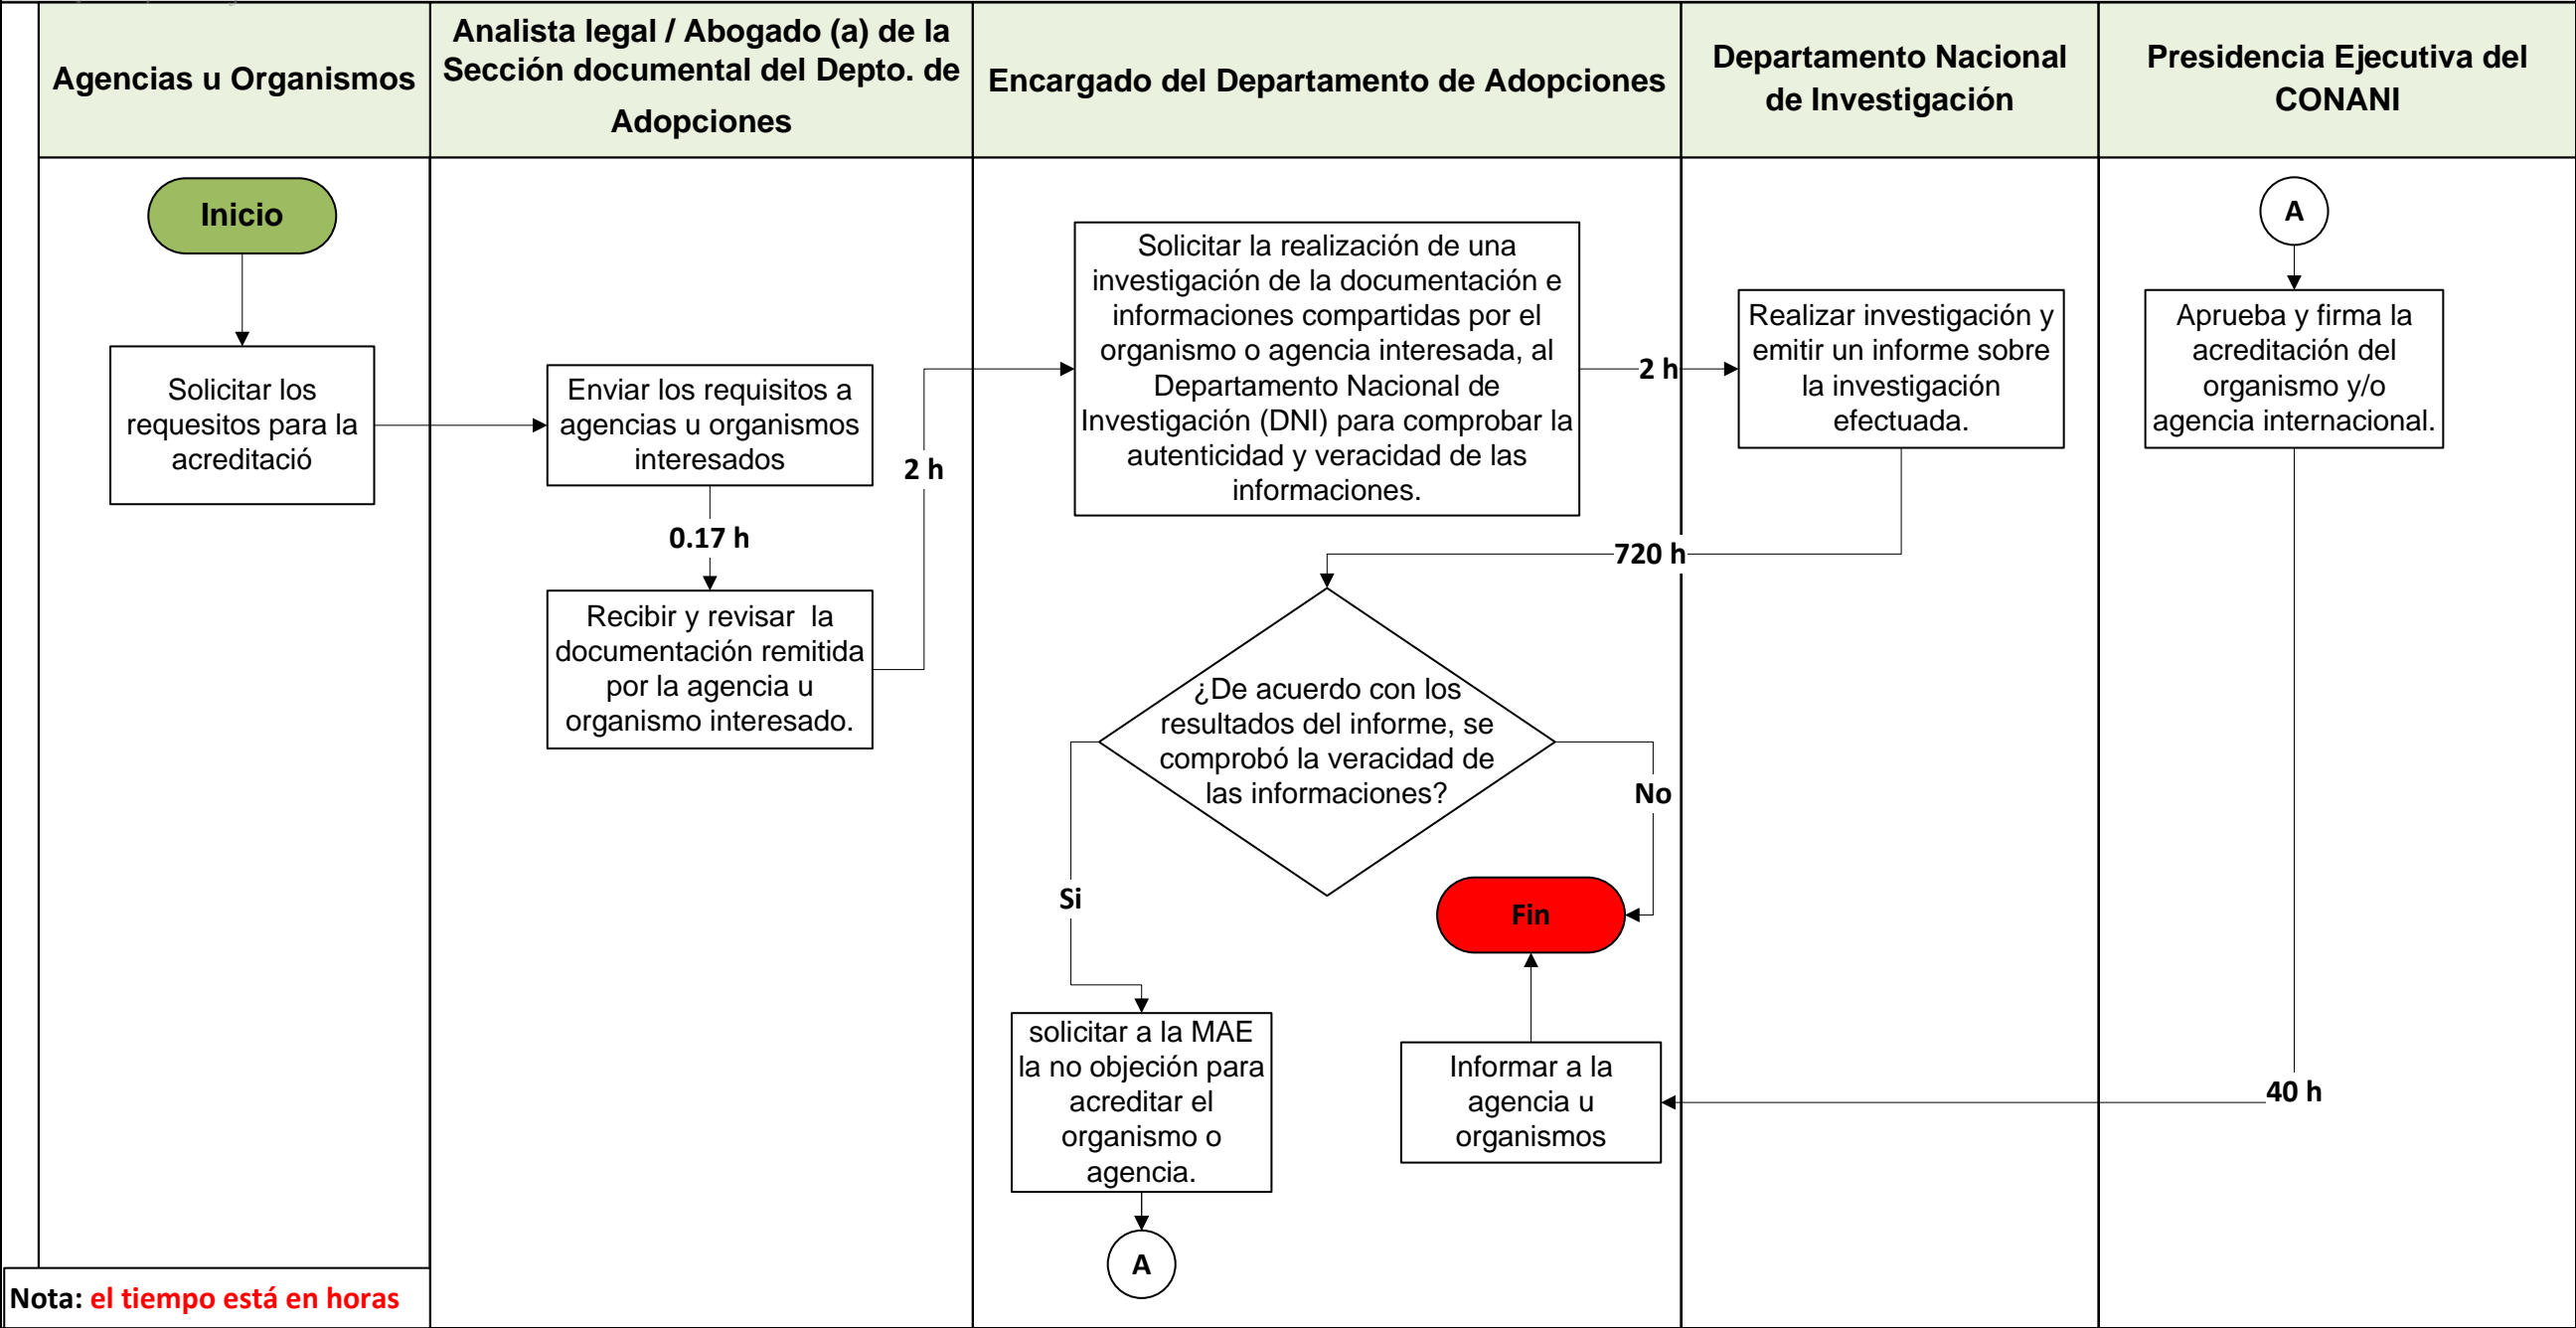 Agencias u Organismos
Analista legal / Abogado (a) de la
Sección documental del Depto. de
Adopciones
Encargado del Departamento de Adopciones
Departamento Nacional
de Investigación
Presidencia Ejecutiva del
CONANI
Inicio
Solicitar los
requesitos para la
acreditació
Enviar los requisitos a
agencias u organismos
interesados
0.17 h
Recibir y revisar la
documentación remitida
por la agencia u
organismo interesado.
2 h
Solicitar la realización de una
investigación de la documentación e
informaciones compartidas por el
organismo o agencia interesada, al
Departamento Nacional de
Investigación (DNI) para comprobar la
autenticidad y veracidad de las
informaciones.
2 h
Realizar investigación y
emitir un informe sobre
la investigación
efectuada.
720 h
¿De acuerdo con los
resultados del informe, se
comprobó la veracidad de
las informaciones?
No
Si
Fin
solicitar a la MAE
la no objeción para
acreditar el
organismo o
agencia.
A
A
Aprueba y firma la
acreditación del
organismo y/o
agencia internacional.
40 h
Informar a la
agencia u
organismos
Nota: el tiempo está en horas